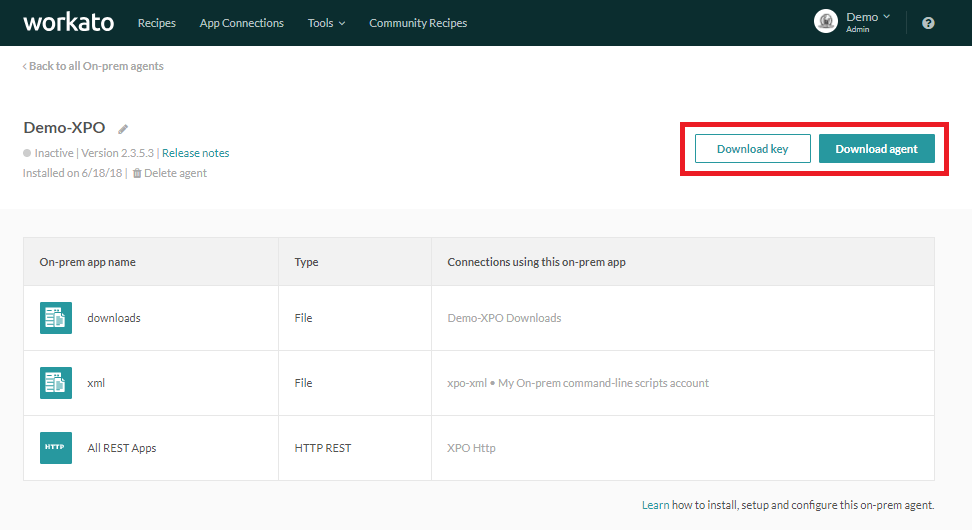 workato Recipes App Connections Tools Community Recipes Demo
Admin
?
‹ Back to all On-prem agents
Demo-XPO
Inactive | Version 2.3.5.3 | Release notes
Installed on 6/18/18 | Delete agent
Download key Download agent
On-prem app name Type Connections using this on-prem app
downloads File Demo-XPO Downloads
xml File xpo-xml • My On-prem command-line scripts account
HTTP All REST Apps HTTP REST XPO Http
Learn how to install, setup and configure this on-prem agent.